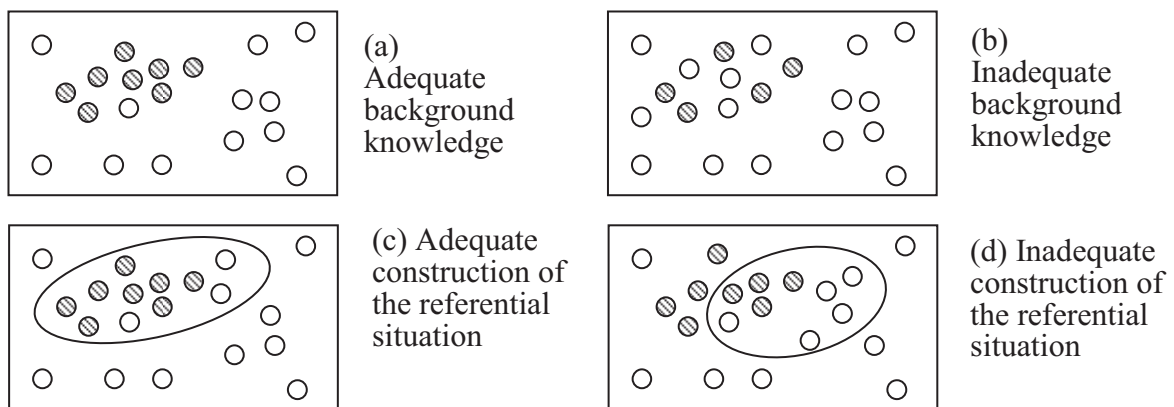 (a)
Adequate
background
knowledge
(b)
Inadequate
background
knowledge
(c) Adequate
construction of
the referential
situation
(d) Inadequate
construction of
the referential
situation